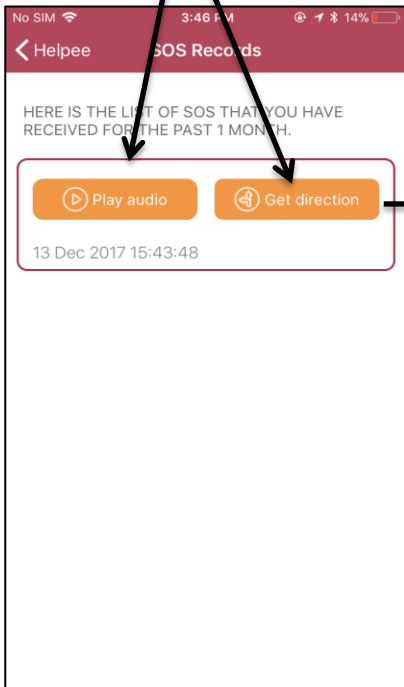 No SIM 3:46 PM 14%
Helpee SOS Records
HERE IS THE LIST OF SOS THAT YOU HAVE
RECEIVED FOR THE PAST 1 MONTH.
Play audio Get direction
13 Dec 2017 15:43:48